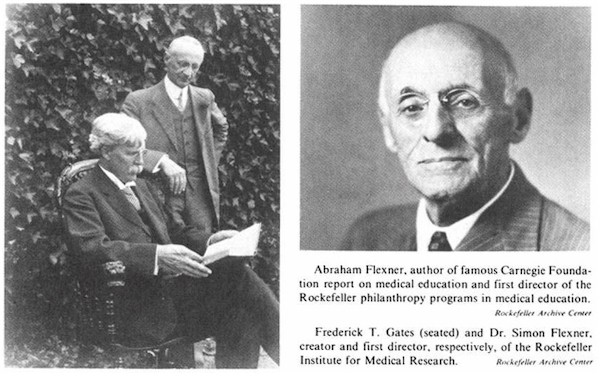 Abraham Flexner, author of famous Carnegie Founda-
tion report on medical education and first director of the
Rockefeller philanthropy programs in medical education.
Rockefeller Archive Center
Frederick T. Gates (seated) and Dr. Simon Flexner,
creator and first director, respectively, of the Rockefeller
Institute for Medical Research. Rockefeller Archive Center